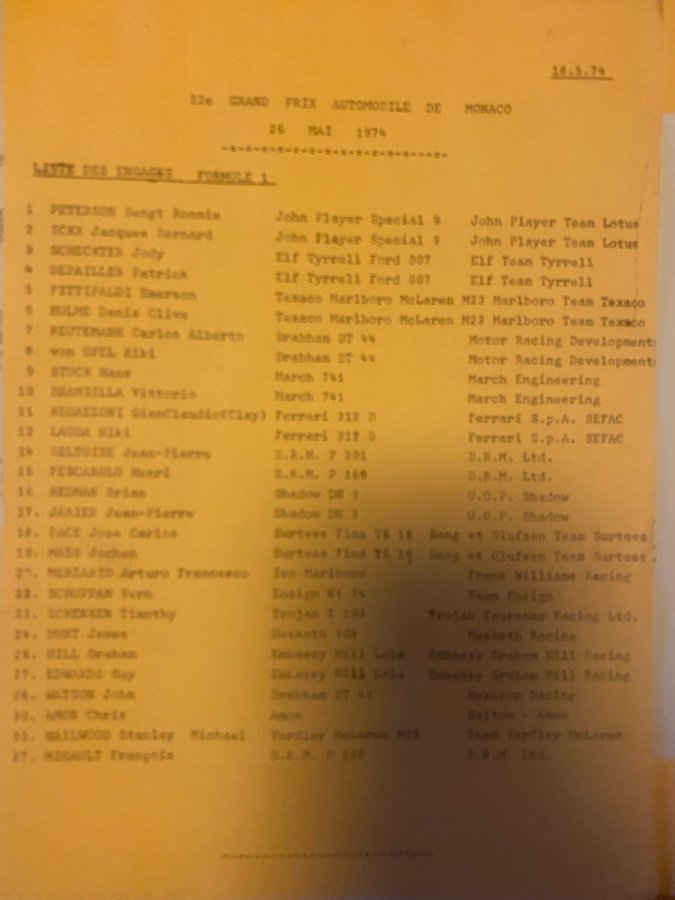 18.5.74
32e GRAND PRIX AUTOMOBILE DE MONACO
26 MAI 1974
LISTE DES ENGAGES FORMULE 1
1 PETERSON Bengt Ronnie John Player Special 9 John Player Team Lotus
2 ICKX Jacques Bernard John Player Special 9 John Player Team Lotus
3 SCHECKTER Jody Elf Tyrrell Ford 007 Elf Team Tyrrell
4 DEPAILLER Patrick Elf Tyrrell Ford 007 Elf Team Tyrrell
5 FITTIPALDI Emerson Texaco Marlboro McLaren M23 Marlboro Team Texaco
6 HULME Denis Clive Texaco Marlboro McLaren M23 Marlboro Team Texaco
7 REUTEMANN Carlos Alberto Brabham BT 44 Motor Racing Developments
8 von OPEL Riki Brabham BT 44 Motor Racing Developments
9 STUCK Hans March 741 March Engineering
10 BRAMBILLA Vittorio March 741 March Engineering
11 REGAZZONI GianClaudio(Clay) Ferrari 312 B Ferrari S.p.A. SEFAC
12 LAUDA Niki Ferrari 312 B Ferrari S.p.A. SEFAC
14 BELTOISE Jean-Pierre B.R.M. P 201 B.R.M. Ltd.
15 PESCAROLO Henri B.R.M. P 160 B.R.M. Ltd.
16 REDMAN Brian Shadow DN 3 U.O.P. Shadow
17. JARIER Jean-Pierre Shadow DN 3 U.O.P. Shadow
18. PACE Jose Carlos Surtees Fina TS 16 Bang et Olufsen Team Surtees
19. MASS Jochen Surtees Fina TS 16 Bang et Olufsen Team Surtees
MERZARIO Arturo Francesco Iso Marlboro Frank Williams Racing
22. SCHUPPAN Vern Ensign Team Ensign
23. SCHENKEN Timothy Trojan T 103 Trojan Tauranac Racing Ltd.
24. HUNT James Hesketh 308 Hesketh Racing
26. HILL Graham Embassy Hill Lola Embassy Graham Hill Racing
27. EDWARDS Guy Embassy Hill Lola Embassy Graham Hill Racing
28. WATSON John Brabham BT 42 Hexagon Racing
30. AMON Chris Amon Dalton - Amon
33. HAILWOOD Stanley Michael Yardley McLaren M23 Team Yardley McLaren
37. MIGAULT François B.R.M. P 160 B.R.M. Ltd.